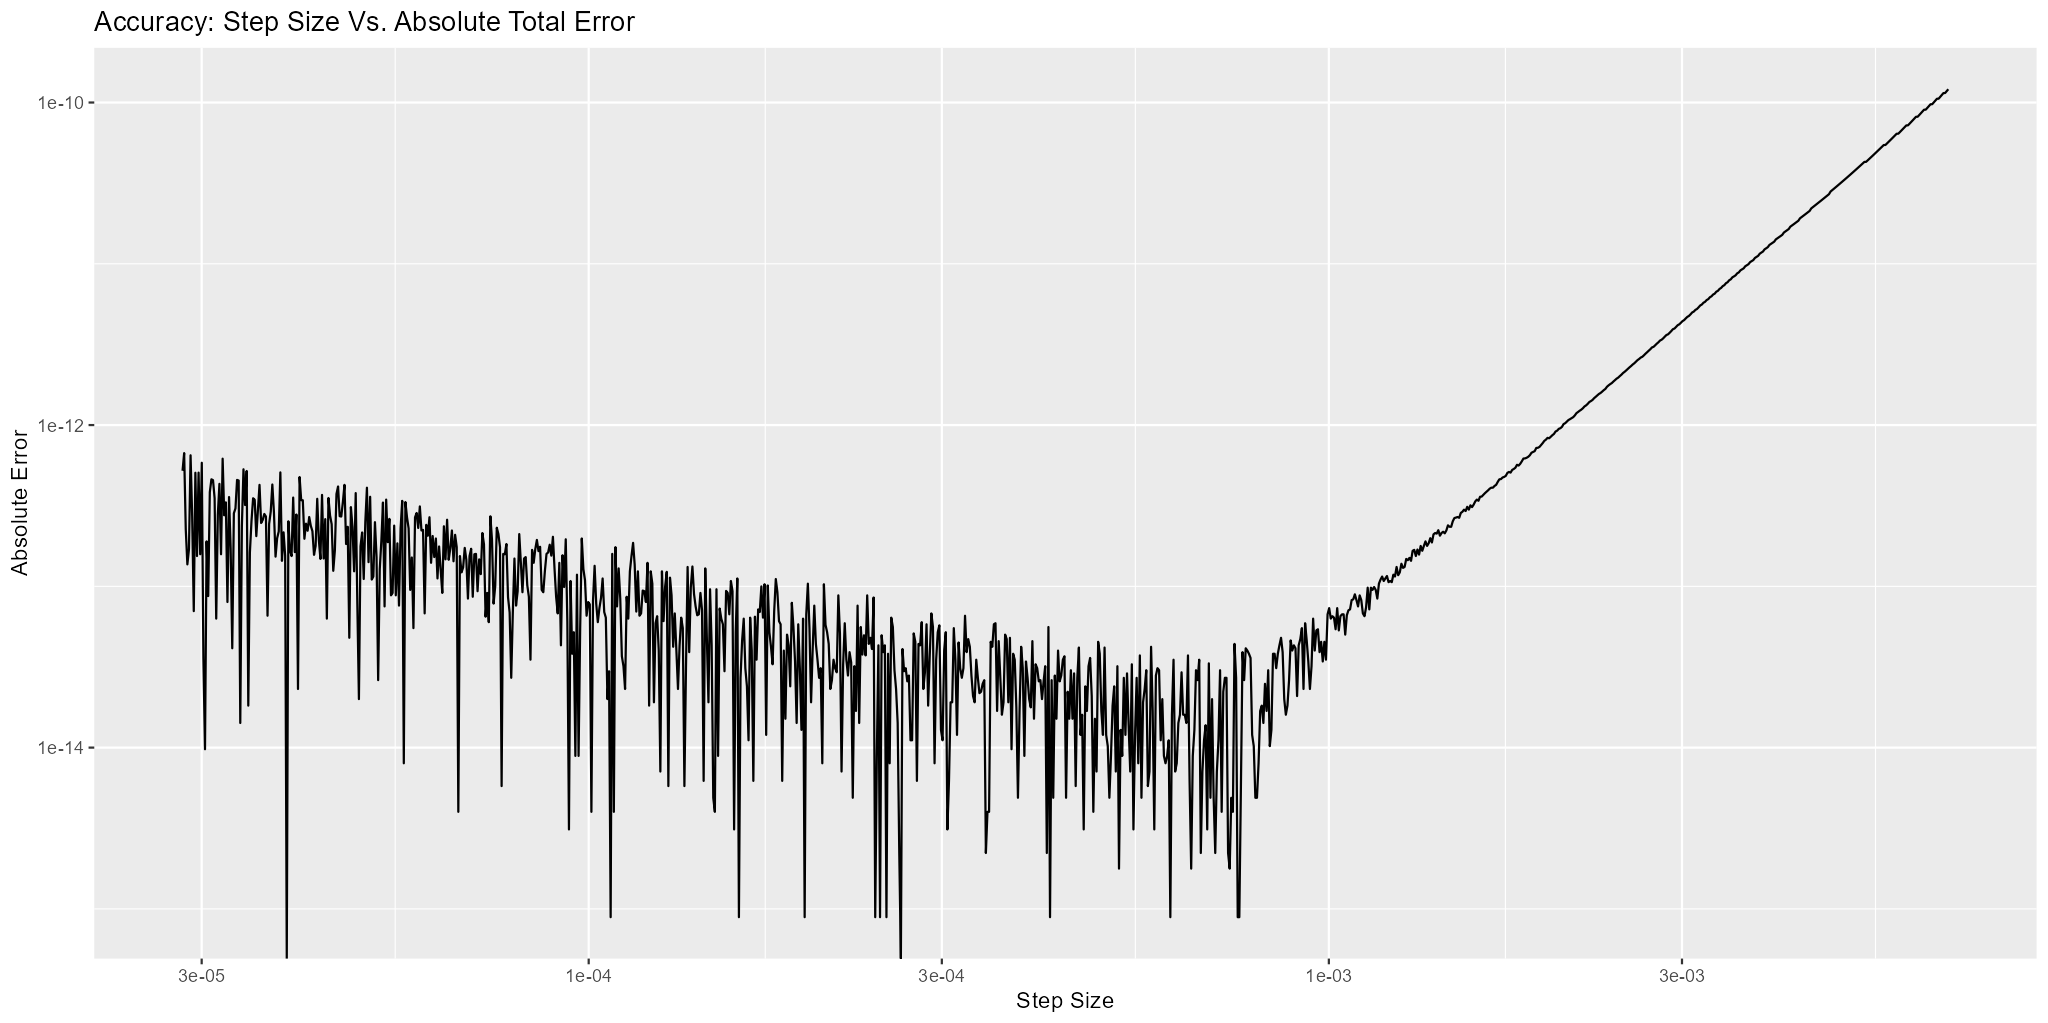 Accuracy: Step Size Vs. Absolute Total Error
1e-10
1e-12
1e-14
Absolute Error
3e-05
1e-04
3e-04
1e-03
3e-03
Step Size